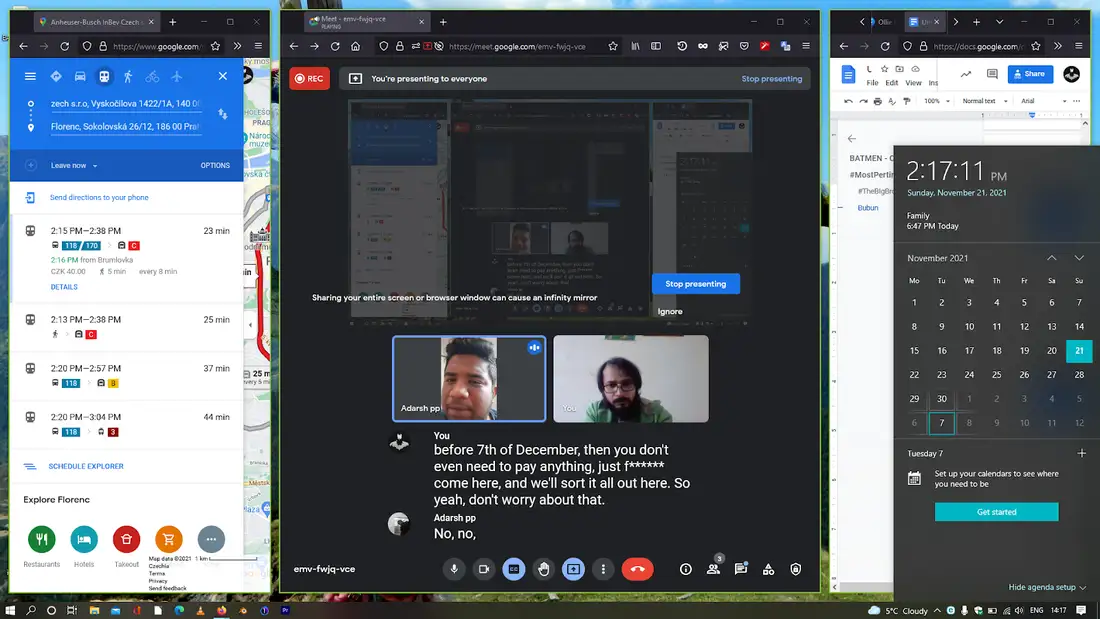 Anheuser-Busch InBev Czech s
https://www.google.com/
zech s.r.o, Vyskočilova 1422/1A, 140 0
Florenc, Sokolovská 26/12, 186 00 Pra
Leave now
OPTIONS
Send directions to your phone
2:15 PM—2:38 PM
23 min
118 / 170
C
2:16 PM from Brumlovka
CZK 40.00
5 min
every 8 min
DETAILS
2:13 PM—2:38 PM
25 min
C
2:20 PM—2:57 PM
37 min
118
B
2:20 PM—3:04 PM
44 min
118
3
SCHEDULE EXPLORER
Explore Florenc
Restaurants
Hotels
Takeout
More
Map data ©2021
1 km
Czechia
Terms
Privacy
Send feedback
Meet - emv-fwjq-vce
PLAYING
https://meet.google.com/emv-fwjq-vce
REC
You're presenting to everyone
Stop presenting
Sharing your entire screen or browser window can cause an infinity mirror
Stop presenting
Ignore
Adarsh pp
You
You
before 7th of December, then you don't
even need to pay anything, just f******
come here, and we'll sort it all out here. So
yeah, don't worry about that.
Adarsh pp
No, no,
emv-fwjq-vce
3
https://docs.google.com/
File Edit View Ins
Share
100%
Normal text
Arial
BATMEN - C
#MostPerti
#TheBigBro
Bubun
2:17:11 PM
Sunday, November 21, 2021
Family
6:47 PM Today
November 2021
Mo Tu We Th Fr Sa Su
1 2 3 4 5 6 7
8 9 10 11 12 13 14
15 16 17 18 19 20 21
22 23 24 25 26 27 28
29 30 1 2 3 4 5
6 7 8 9 10 11 12
Tuesday 7
Set up your calendars to see where
you need to be
Get started
Hide agenda setup
5°C Cloudy
ENG
14:17